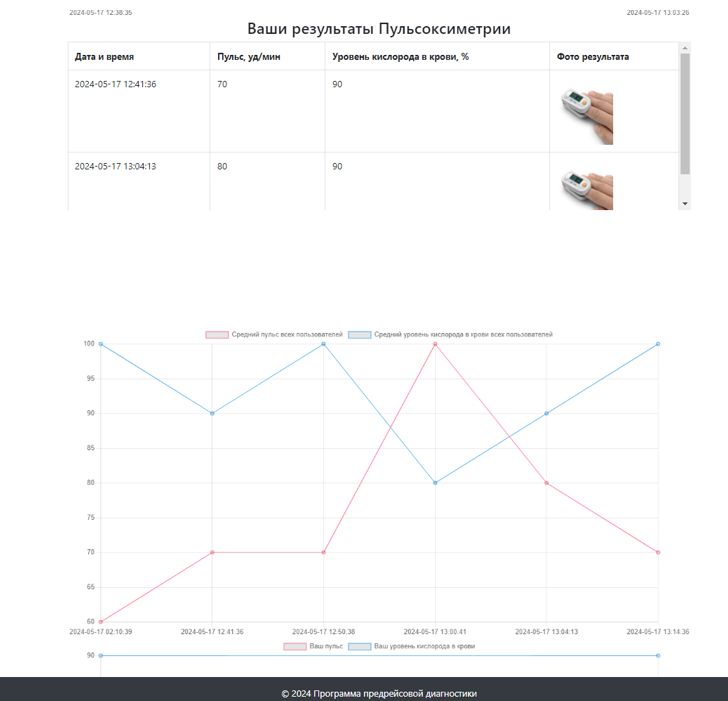 2024-05-17 12:38:35 2024-05-17 13:03:26
Ваши результаты Пульсоксиметрии
Дата и время Пульс, уд/мин Уровень кислорода в крови, % Фото результата
2024-05-17 12:41:36 70 90
2024-05-17 13:04:13 80 90
Средний пульс всех пользователей Средний уровень кислорода в крови всех пользователей
100
95
90
85
80
75
70
65
60
2024-05-17 02:10:39 2024-05-17 12:41:36 2024-05-17 12:50:38 2024-05-17 13:00:41 2024-05-17 13:04:13 2024-05-17 13:14:36
Ваш пульс Ваш уровень кислорода в крови
90
© 2024 Программа предрейсовой диагностики